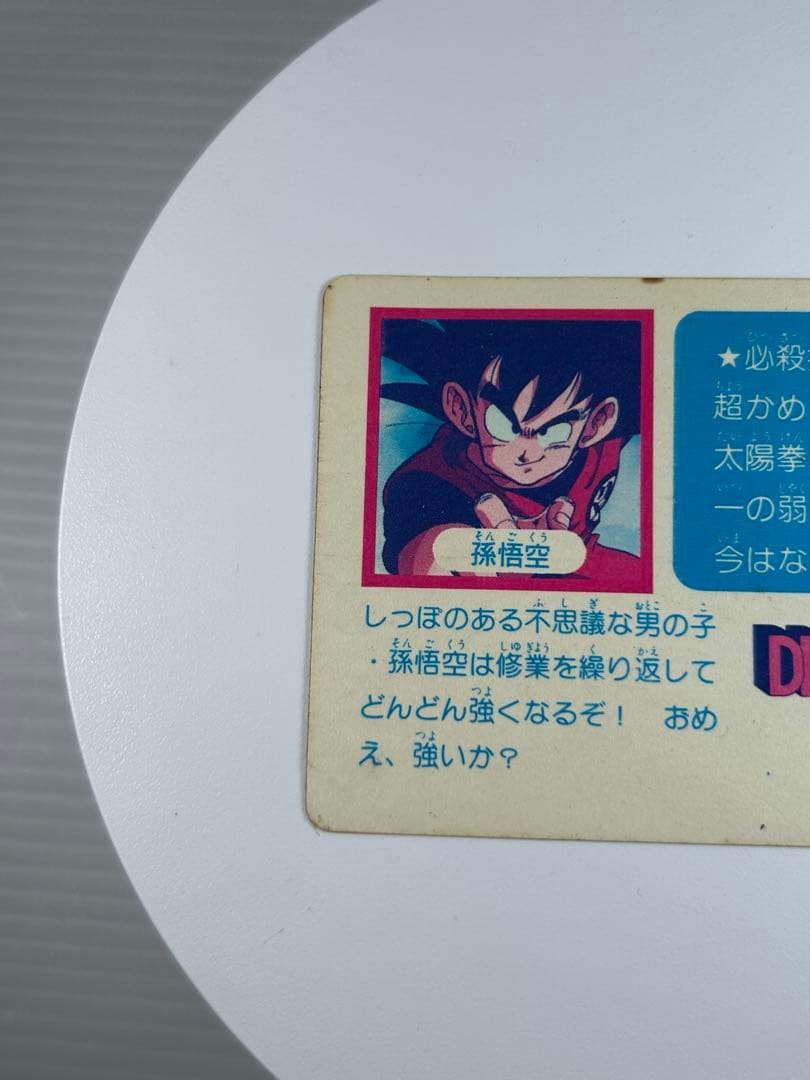 孫悟空
しっぽのある不思議な男の子
・孫悟空は修業を繰り返して
どんどん強くなるぞ！ おめ
え、強いか？
★必殺
超かめ
太陽拳
一の弱
今はな
D